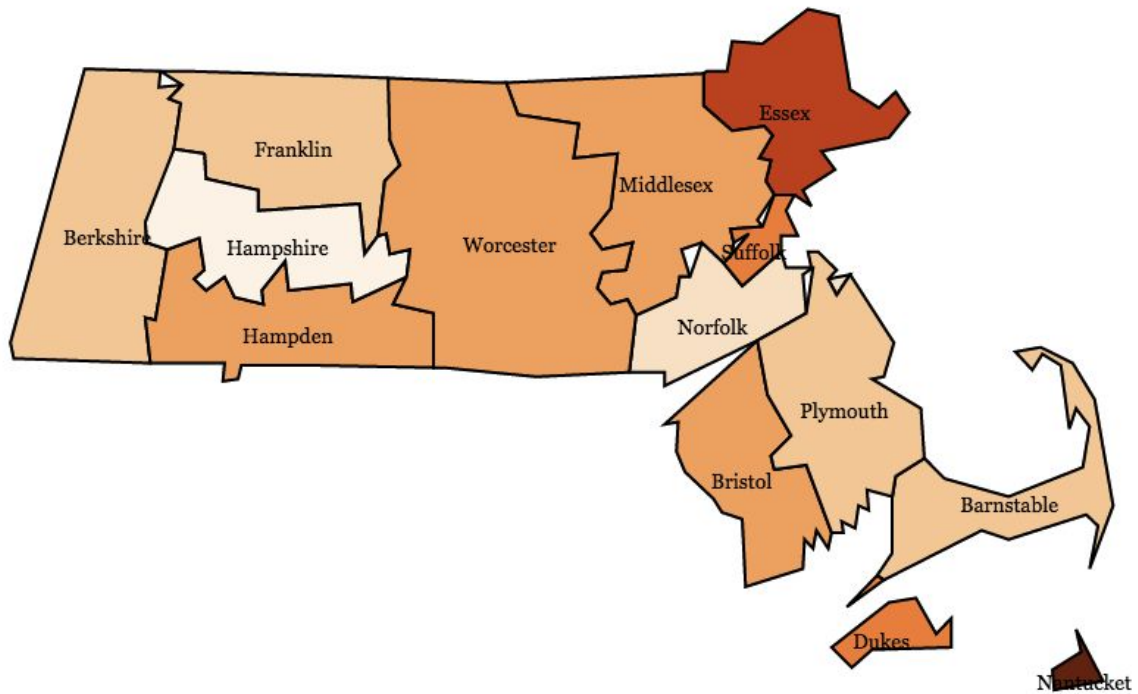 Essex
Franklin
Middlesex
Berkshire
Hampshire
Worcester
Suffolk
Hampden
Norfolk
Plymouth
Bristol
Barnstable
Dukes
Nantucket